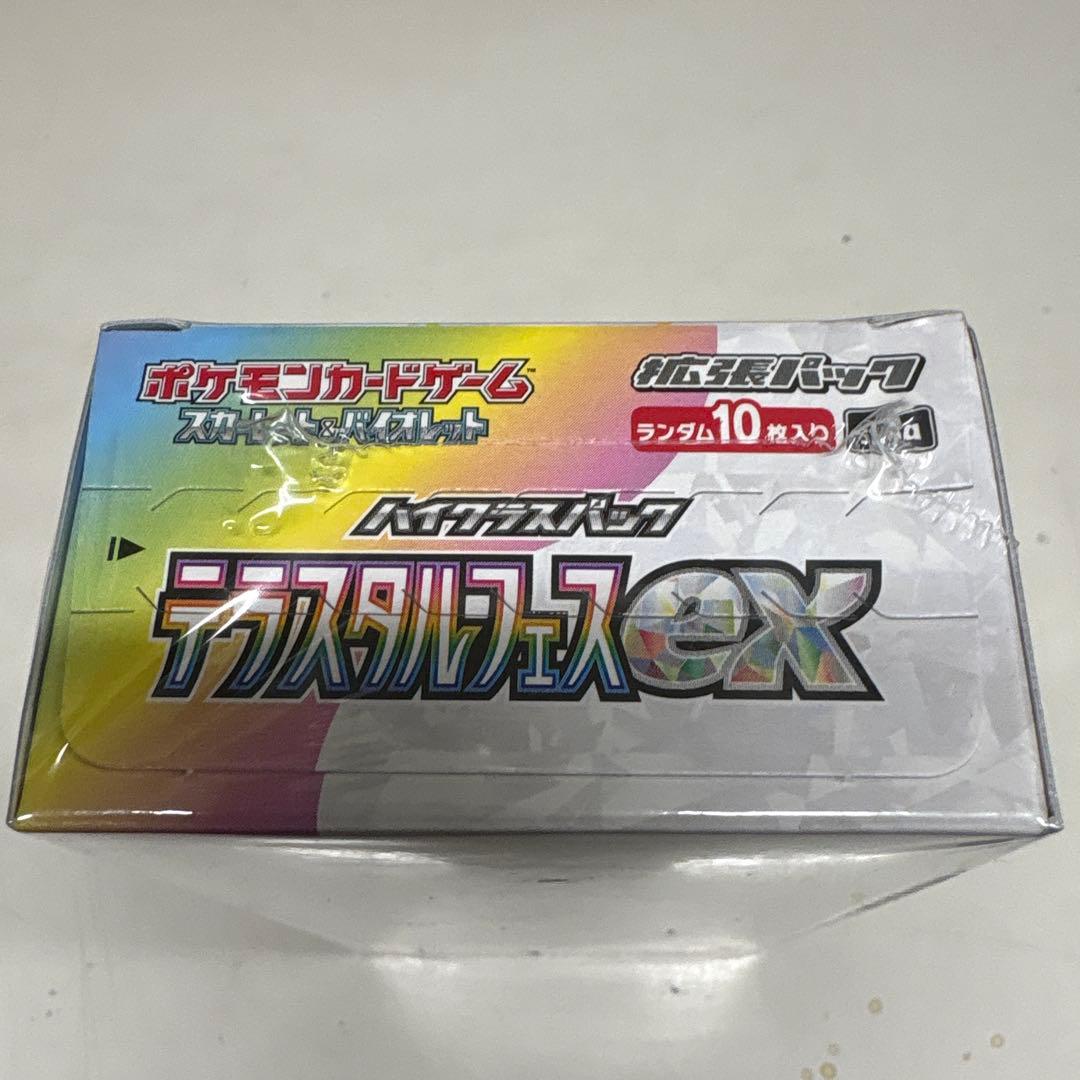 ポケモンカードゲーム™
スカーレット&バイオレット
拡張パック
ランダム10枚入り
ハイクラスパック
テラスタルフェスex